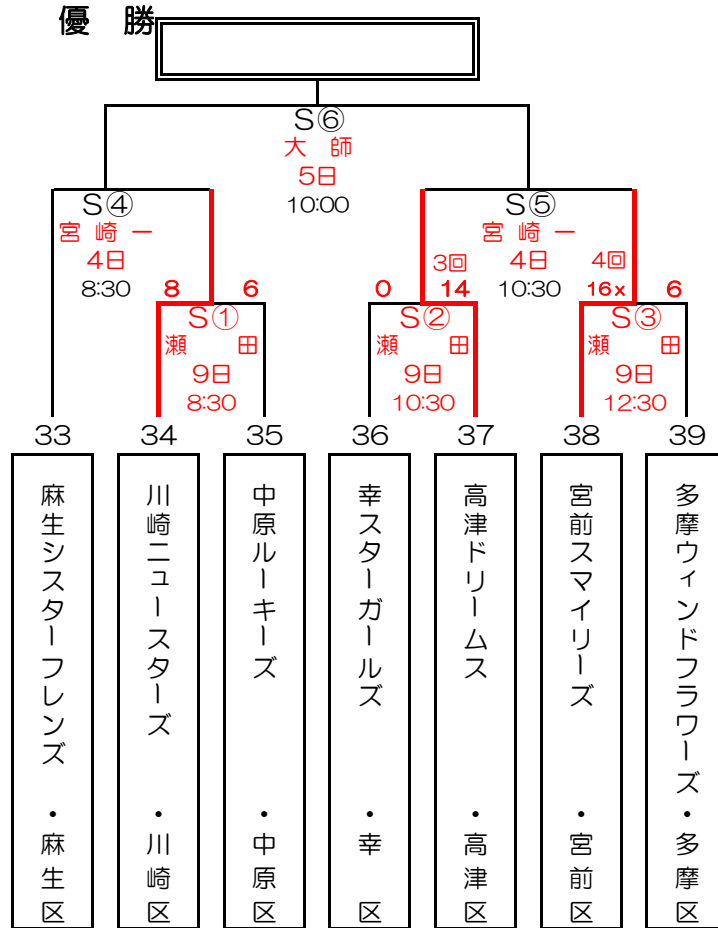 優 勝
S⑥
大 師
5日
10:00
S④
宮 崎 一
4日
8:30
S⑤
宮 崎 一
4日
10:30
3回
4回
8 6
0 14
16x 6
S①
瀬 田
9日
8:30
S②
瀬 田
9日
10:30
S③
瀬 田
9日
12:30
33 34 35 36 37 38 39
麻生シスターフレンズ ・麻生区
川崎ニュースターズ ・川崎区
中原ルーキーズ ・中原区
幸スターガールズ ・幸 区
高津ドリームス ・高津区
宮前スマイリーズ ・宮前区
多摩ウィンドフラワーズ・多摩区